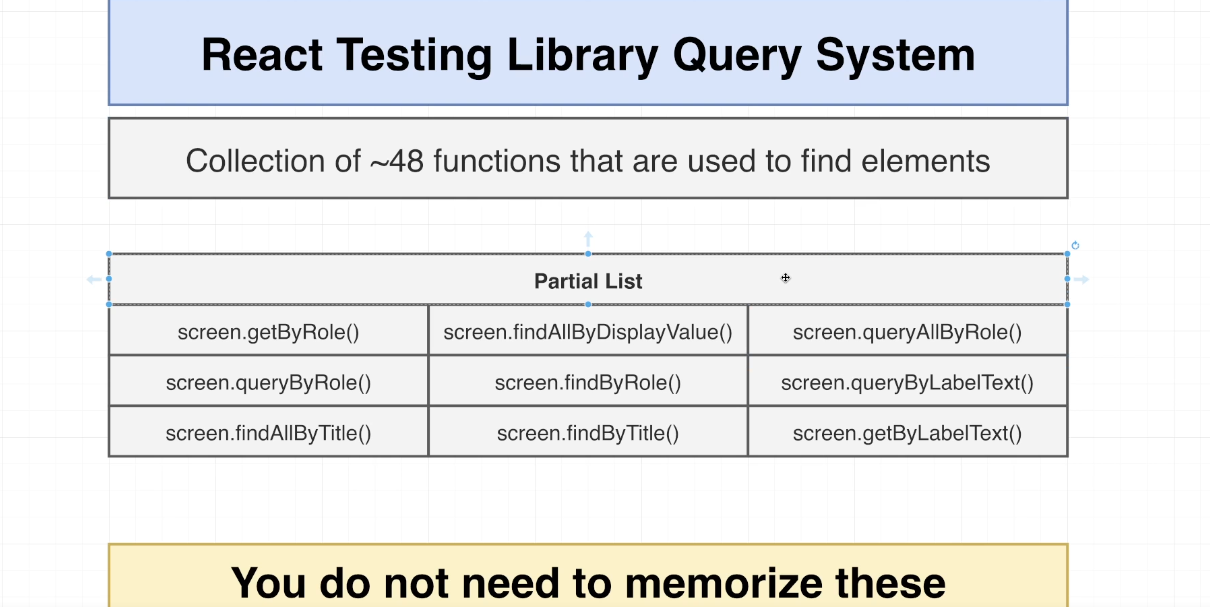 React Testing Library Query System
Collection of ~48 functions that are used to find elements
Partial List
screen.getByRole() screen.findAllByDisplayValue() screen.queryAllByRole()
screen.queryByRole() screen.findByRole() screen.queryByLabelText()
screen.findAllByTitle() screen.findByTitle() screen.getByLabelText()
You do not need to memorize these